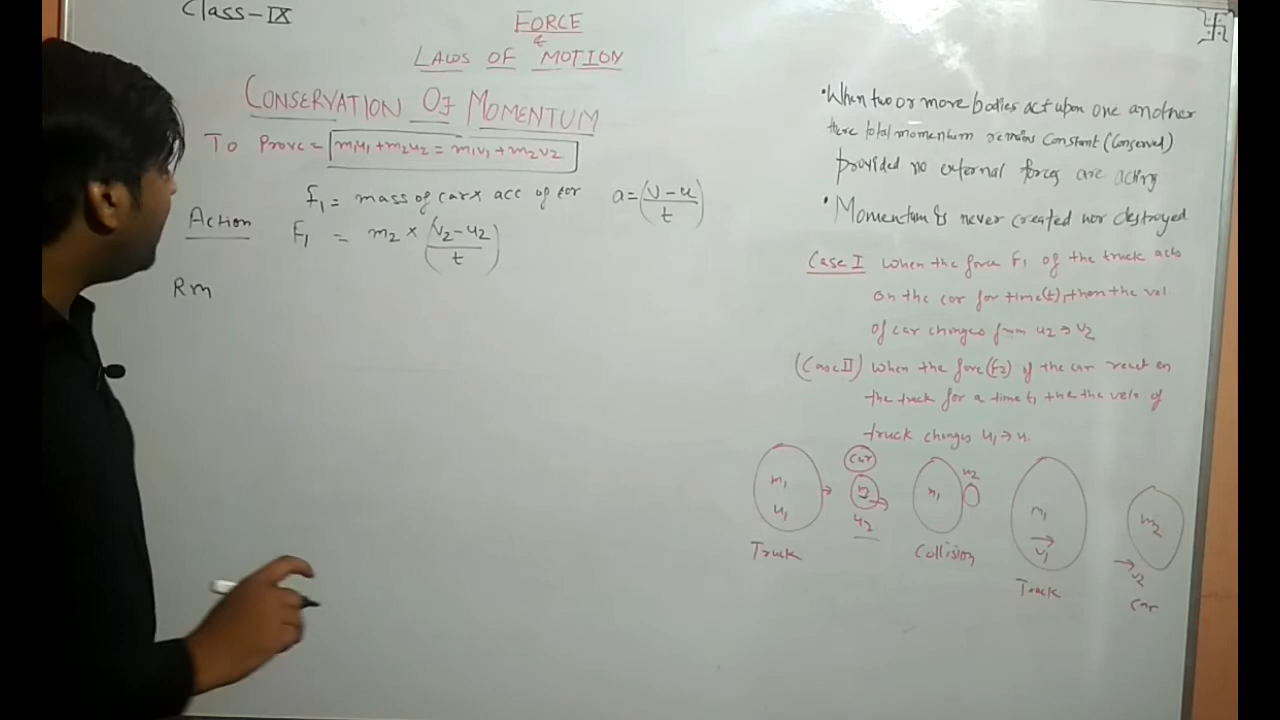 Class-IX
FORCE
&
LAWS OF MOTION
CONSERVATION OF MOMENTUM
To Prove = m₁u₁+m₂u₂ = m₁v₁+m₂v₂
F₁ = mass of car x acc of car a = (v-u/t)
Action F₁ = m₂ × (v₂-u₂/t)
Rm
•When two or more bodies act upon one another
there total momentum remains constant (Conserved)
provided no external forces are acting
•Momentum is never created nor destroyed
Case I When the force F₁ of the truck acts
on the car for time(t), then the vel
of car changes from u₂→v₂
(Case II) When the force(F₂) of the car react on
the truck for a time t, the the velo of
truck changes u₁→
m₁
u₁
Truck
car
u₂
m₁
m₂
Collision
m₁
v₁
Truck
m₂
v₂
Car